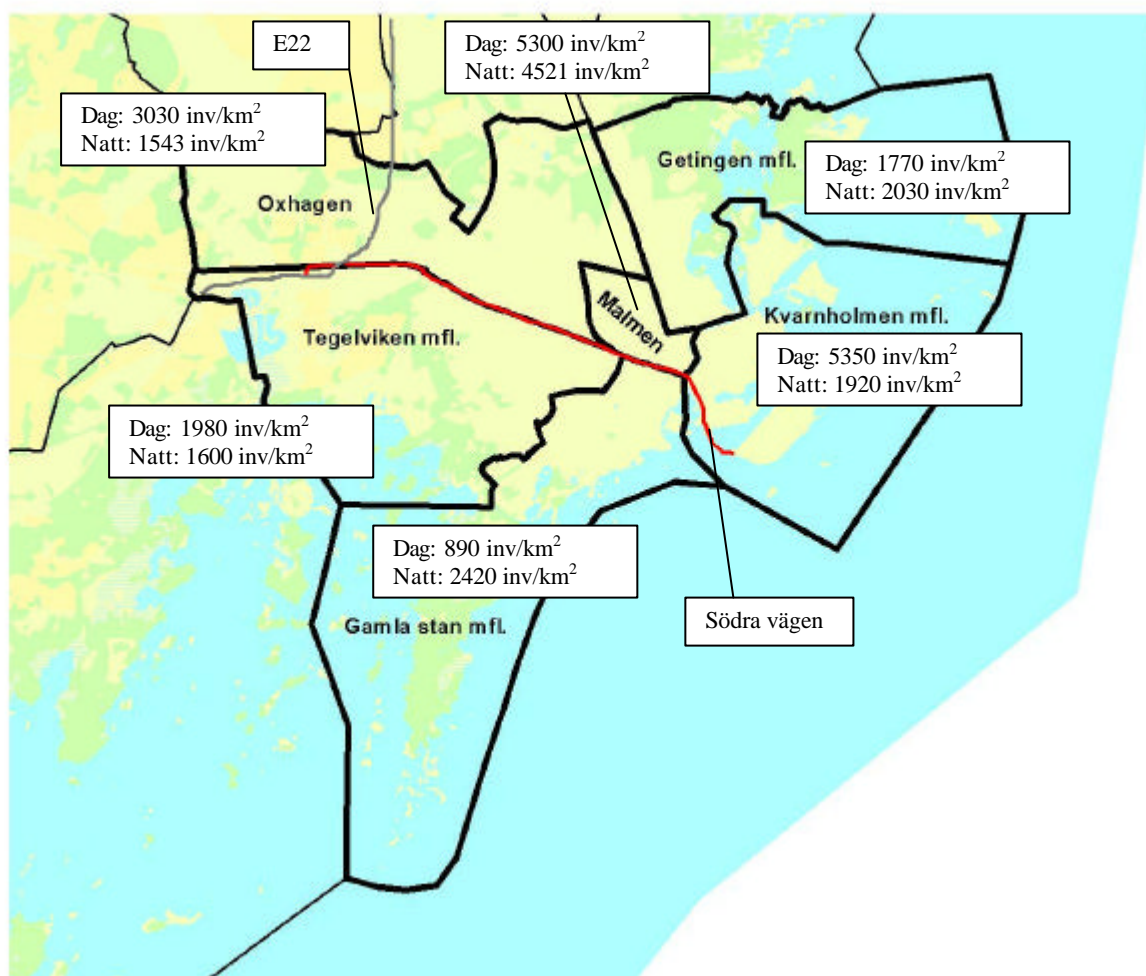 E22
Dag: 5300 inv/km²
Natt: 4521 inv/km²
Dag: 3030 inv/km²
Natt: 1543 inv/km²
Getingen mfl.
Dag: 1770 inv/km²
Natt: 2030 inv/km²
Oxhagen
Malmen
Kvarnholmen mfl.
Tegelviken mfl.
Dag: 5350 inv/km²
Natt: 1920 inv/km²
Dag: 1980 inv/km²
Natt: 1600 inv/km²
Dag: 890 inv/km²
Natt: 2420 inv/km²
Södra vägen
Gamla stan mfl.